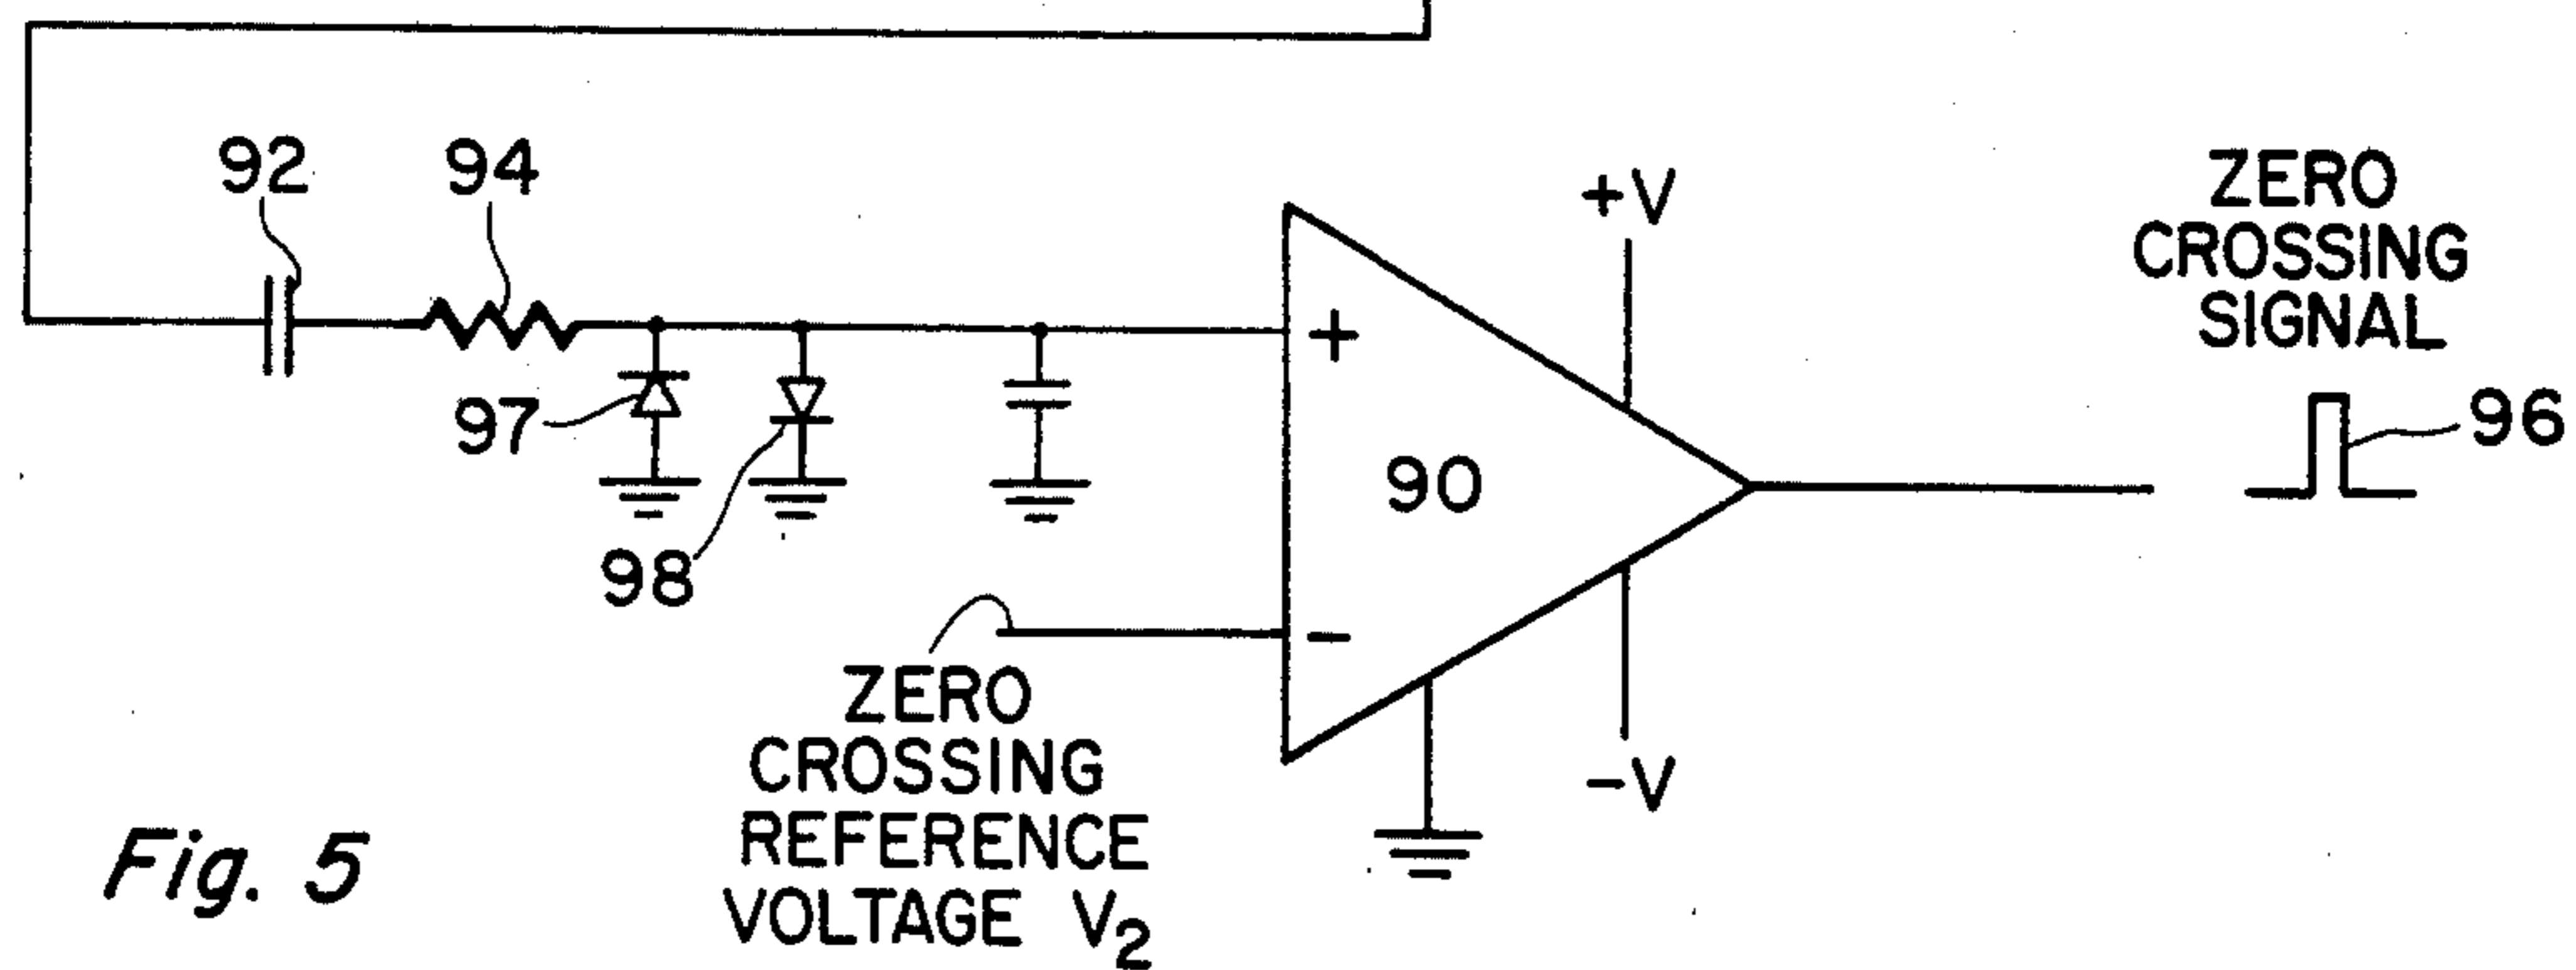 92
94
+V
ZERO
CROSSING
SIGNAL
+
97
90
96
98
-
ZERO
CROSSING
REFERENCE
VOLTAGE V₂
-V
Fig. 5